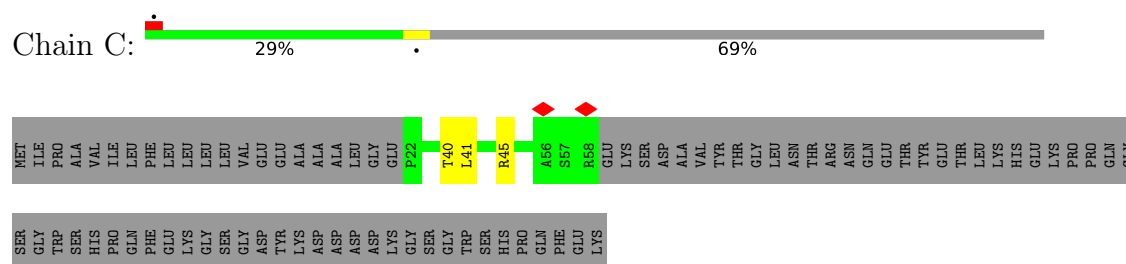 Chain C:
29%
•
69%
MET ILE PRO ALA VAL ILE LEU PHE LEU LEU LEU LEU VAL GLU GLU ALA ALA ALA LEU GLY GLU P22 T40 L41 R45 A56 S57 R58 GLU LYS SER ASP ALA VAL TYR THR GLY LEU ASN THR ARG ASN GLN GLU THR TYR GLU THR LEU LYS HIS GLU LYS PRO PRO GLN
SER GLY TRP SER HIS PRO GLN PHE GLU LYS GLY SER GLY ASP TYR LYS ASP ASP ASP ASP LYS GLY SER GLY TRP SER HIS PRO GLN PHE GLU LYS